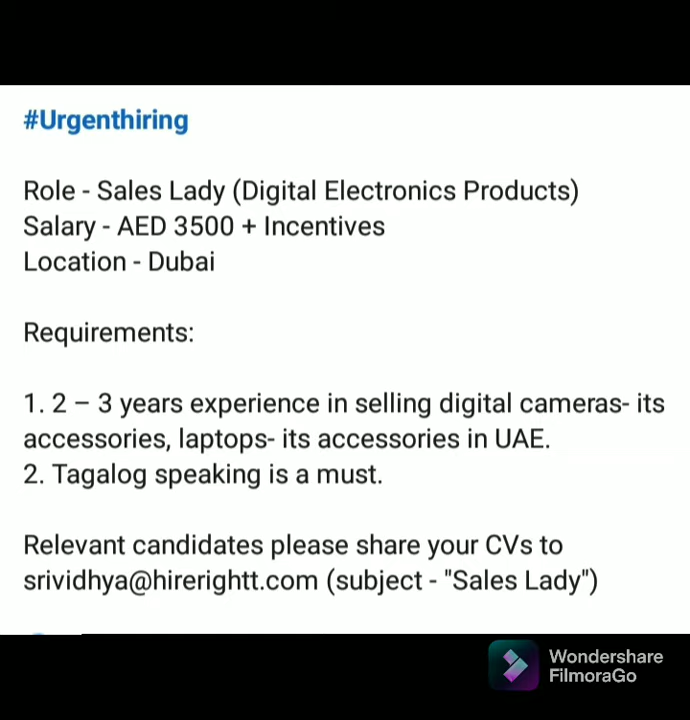 #Urgenthiring
Role - Sales Lady (Digital Electronics Products)
Salary - AED 3500 + Incentives
Location - Dubai
Requirements:
1. 2 – 3 years experience in selling digital cameras- its
accessories, laptops- its accessories in UAE.
2. Tagalog speaking is a must.
Relevant candidates please share your CVs to
srividhya@hirerightt.com (subject - "Sales Lady")
Wondershare
FilmoraGo